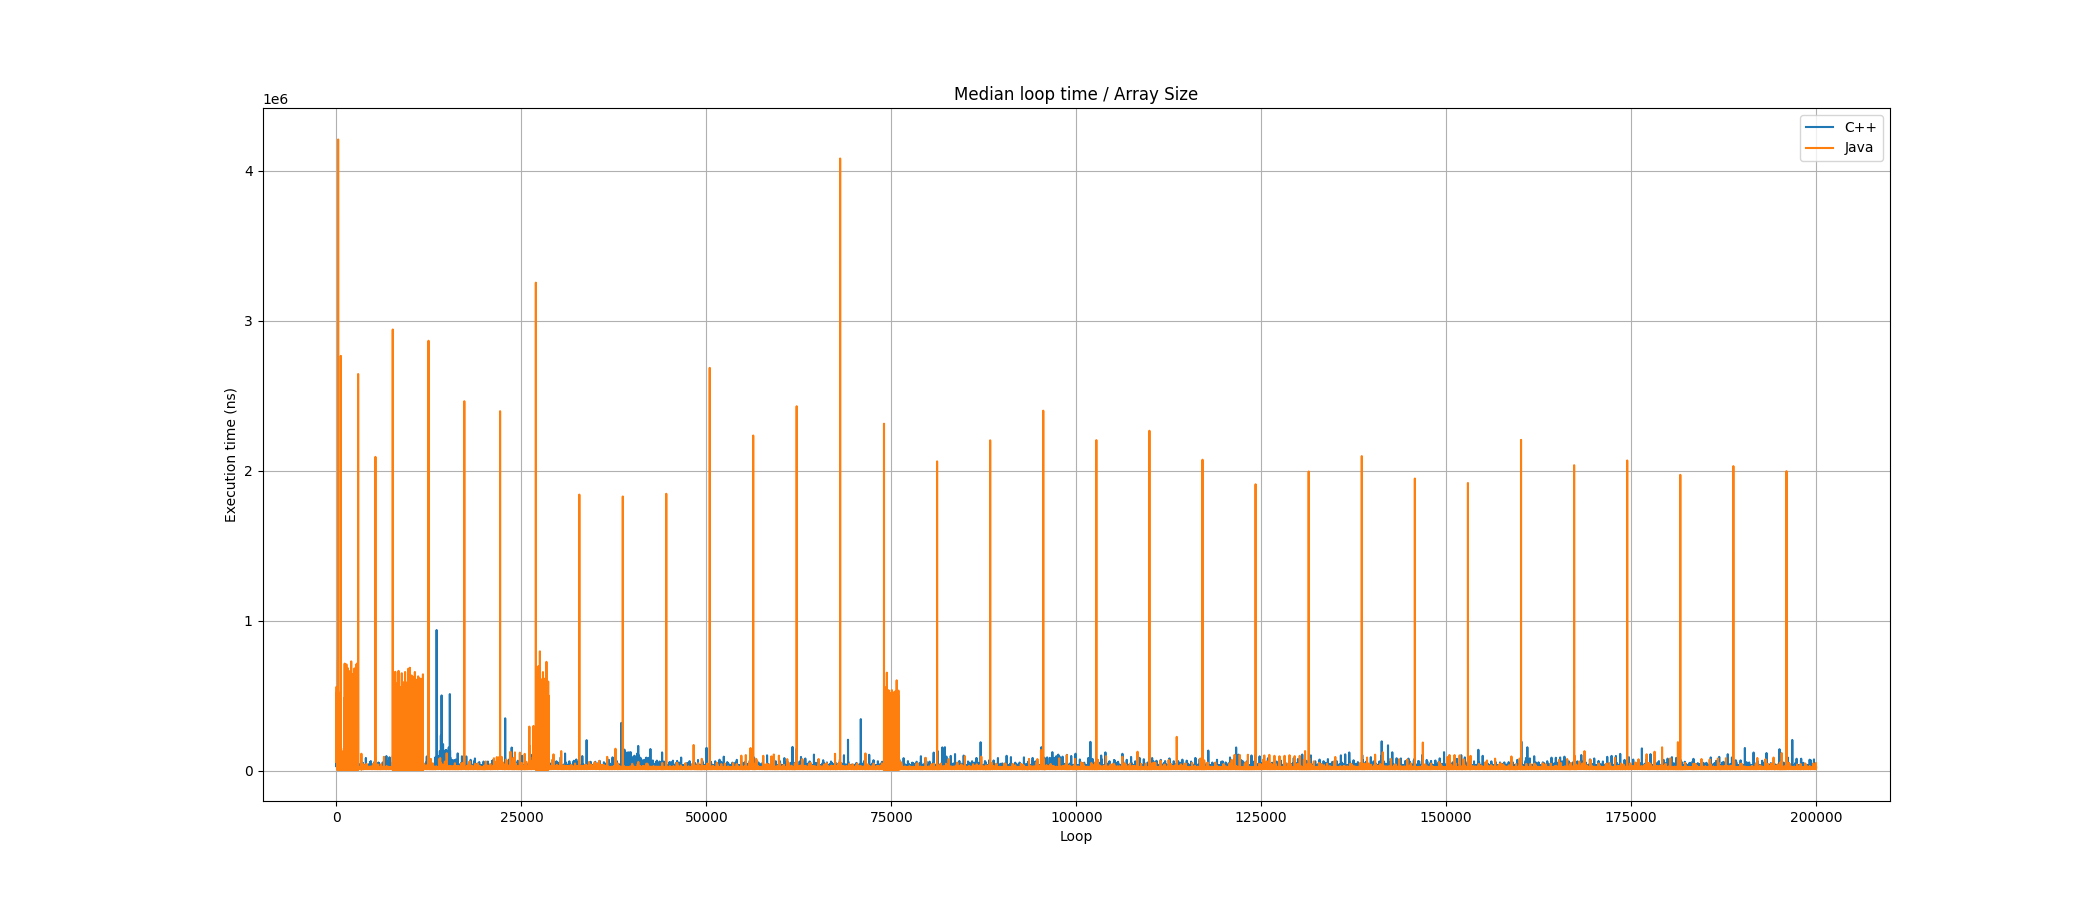 Median loop time / Array Size
1e6
C++
Java
4
3
2
1
0
Execution time (ns)
0 25000 50000 75000 100000 125000 150000 175000 200000
Loop